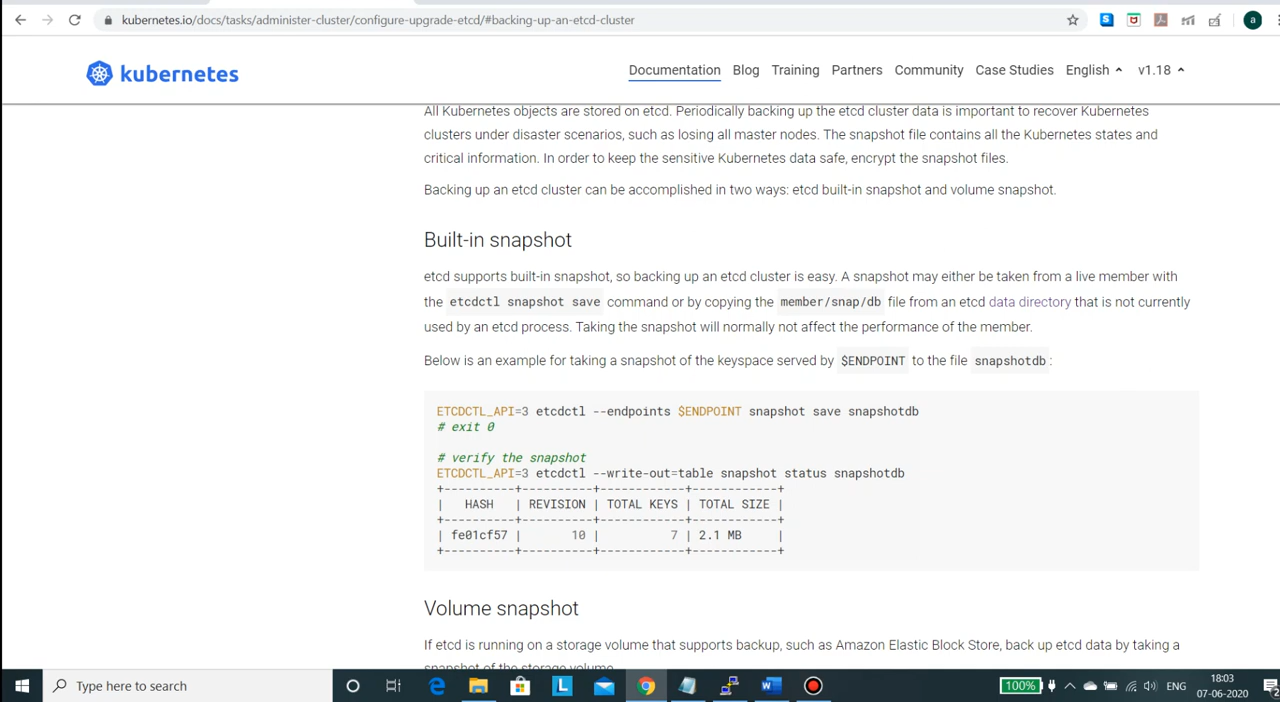 kubernetes.io/docs/tasks/administer-cluster/configure-upgrade-etcd/#backing-up-an-etcd-cluster
a
kubernetes
Documentation Blog Training Partners Community Case Studies English v1.18
All Kubernetes objects are stored on etcd. Periodically backing up the etcd cluster data is important to recover Kubernetes
clusters under disaster scenarios, such as losing all master nodes. The snapshot file contains all the Kubernetes states and
critical information. In order to keep the sensitive Kubernetes data safe, encrypt the snapshot files.
Backing up an etcd cluster can be accomplished in two ways: etcd built-in snapshot and volume snapshot.
Built-in snapshot
etcd supports built-in snapshot, so backing up an etcd cluster is easy. A snapshot may either be taken from a live member with
the etcdctl snapshot save command or by copying the member/snap/db file from an etcd data directory that is not currently
used by an etcd process. Taking the snapshot will normally not affect the performance of the member.
Below is an example for taking a snapshot of the keyspace served by $ENDPOINT to the file snapshotdb :
ETCDCTL_API=3 etcdctl --endpoints $ENDPOINT snapshot save snapshotdb
# exit 0
# verify the snapshot
ETCDCTL_API=3 etcdctl --write-out=table snapshot status snapshotdb
+----------+----------+------------+------------+
| HASH | REVISION | TOTAL KEYS | TOTAL SIZE |
+----------+----------+------------+------------+
| fe01cf57 | 10 | 7 | 2.1 MB |
+----------+----------+------------+------------+
Volume snapshot
If etcd is running on a storage volume that supports backup, such as Amazon Elastic Block Store, back up etcd data by taking a
snapshot of the storage volume.
Type here to search
100%
ENG
18:03
07-06-2020
2